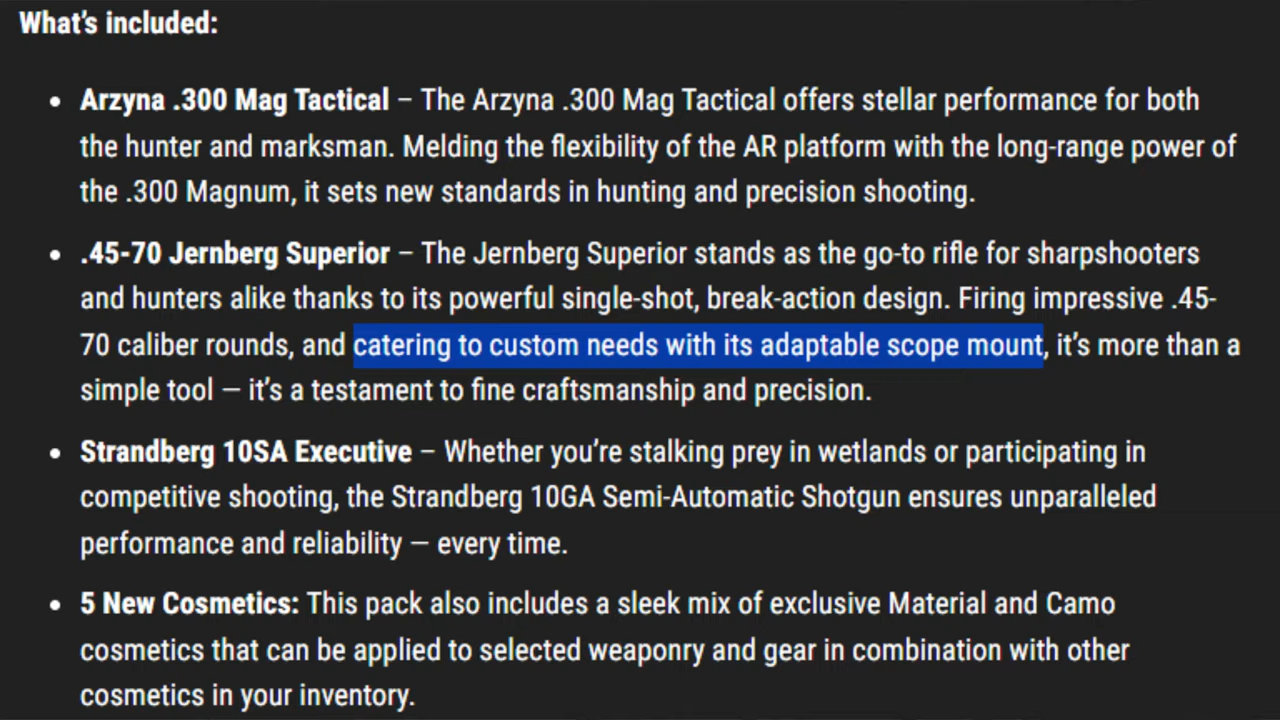 What's included:
• Arzyna .300 Mag Tactical – The Arzyna .300 Mag Tactical offers stellar performance for both
the hunter and marksman. Melding the flexibility of the AR platform with the long-range power of
the .300 Magnum, it sets new standards in hunting and precision shooting.
• .45-70 Jernberg Superior – The Jernberg Superior stands as the go-to rifle for sharpshooters
and hunters alike thanks to its powerful single-shot, break-action design. Firing impressive .45-
70 caliber rounds, and catering to custom needs with its adaptable scope mount, it's more than a
simple tool — it's a testament to fine craftsmanship and precision.
• Strandberg 10SA Executive – Whether you're stalking prey in wetlands or participating in
competitive shooting, the Strandberg 10GA Semi-Automatic Shotgun ensures unparalleled
performance and reliability — every time.
• 5 New Cosmetics: This pack also includes a sleek mix of exclusive Material and Camo
cosmetics that can be applied to selected weaponry and gear in combination with other
cosmetics in your inventory.